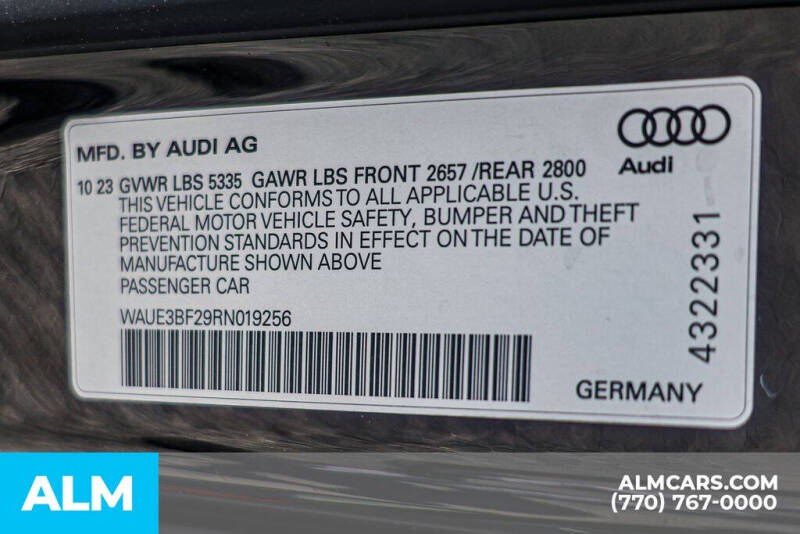 MFD. BY AUDI AG
Audi
10 23 GVWR LBS 5335 GAWR LBS FRONT 2657 /REAR 2800
THIS VEHICLE CONFORMS TO ALL APPLICABLE U.S.
FEDERAL MOTOR VEHICLE SAFETY, BUMPER AND THEFT
PREVENTION STANDARDS IN EFFECT ON THE DATE OF
MANUFACTURE SHOWN ABOVE
PASSENGER CAR
WAUE3BF29RN019256
4322331
GERMANY
ALM
ALMCARS.COM
(770) 767-0000